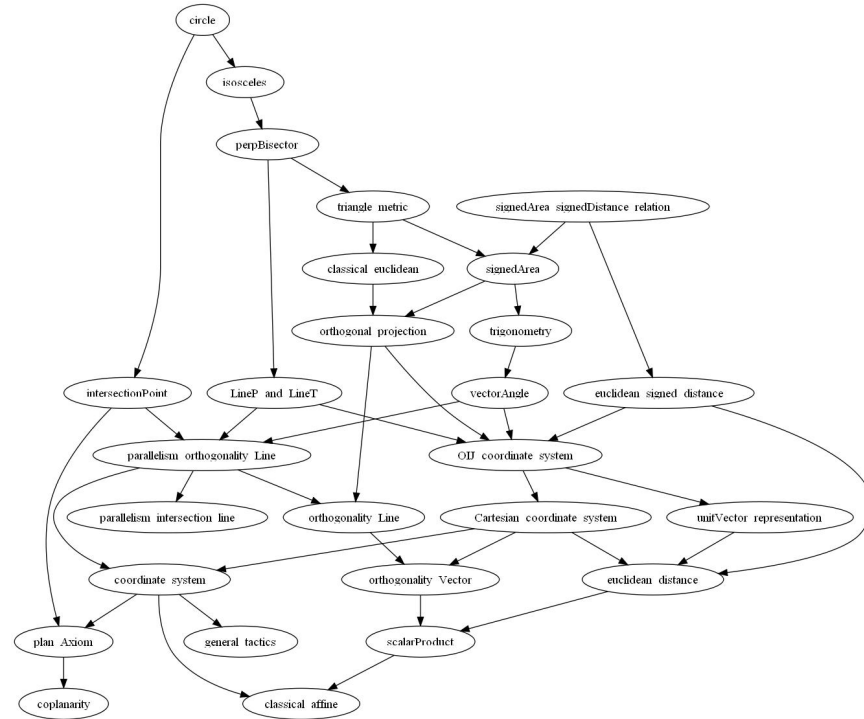 circle
isosceles
perpBisector
triangle metric
signedArea signedDistance relation
classical euclidean
signedArea
orthogonal projection
trigonometry
intersectionPoint
LineP and LineT
vectorAngle
euclidean signed distance
parallelism orthogonality Line
OIJ coordinate system
parallelism intersection line
orthogonality Line
Cartesian coordinate system
unitVector representation
coordinate system
orthogonality Vector
euclidean distance
plan Axiom
general tactics
scalarProduct
coplanarity
classical affine